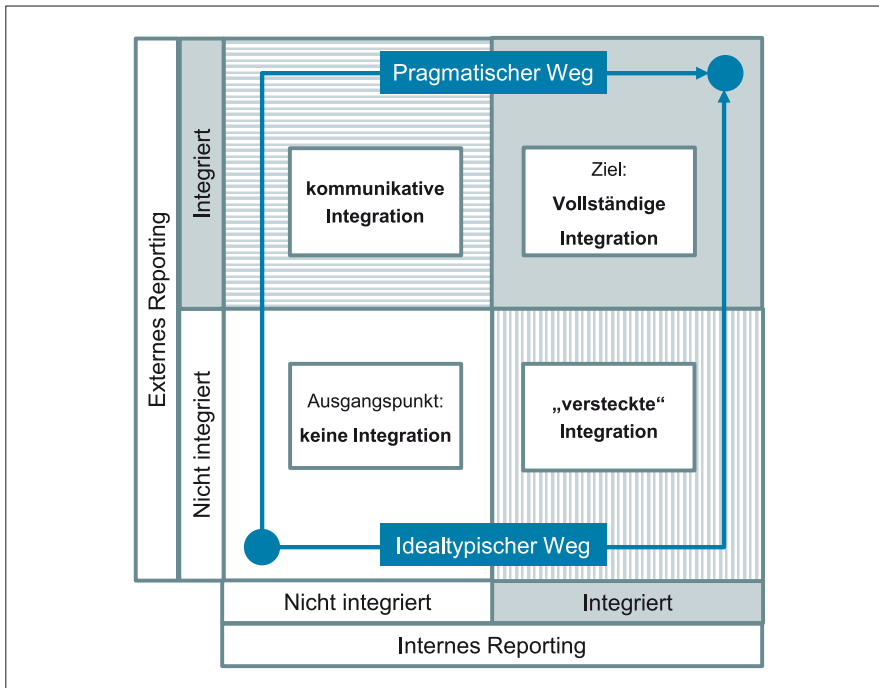 Pragmatischer Weg
Externes Reporting
Integriert
kommunikative
Integration
Ziel:
Vollständige
Integration
Nicht integriert
Ausgangspunkt:
keine Integration
„versteckte“
Integration
Idealtypischer Weg
Nicht integriert
Integriert
Internes Reporting